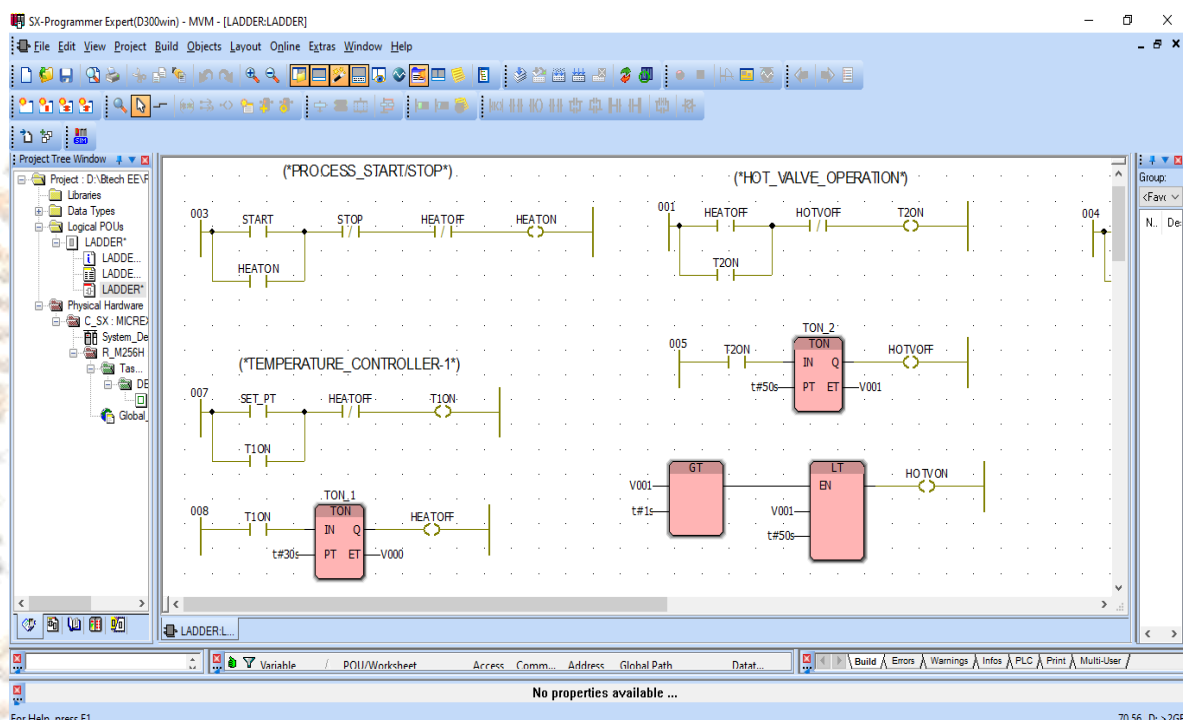 SX-Programmer Expert(D300win) - MVM - [LADDER:LADDER]
File Edit View Project Build Objects Layout Online Extras Window Help
Project Tree Window
Project : D:\Btech EE\F
Libraries
Data Types
Logical POUs
LADDER*
LADDE...
LADDE...
LADDER*
Physical Hardware
C_SX : MICREX
System_De
R_M256H
Tas...
DE
Global_
(*PROCESS_START/STOP*)
003
START STOP HEATOFF HEATON
HEATON
(*TEMPERATURE_CONTROLLER-1*)
007
SET_PT HEATOFF T1ON
T1ON
TON_1
008
T1ON TON HEATOFF
IN Q
t#30s PT ET V000
(*HOT_VALVE_OPERATION*)
001
HEATOFF HOTVOFF T2ON
T2ON
TON_2
005
T2ON TON HOTVOFF
IN Q
t#50s PT ET V001
GT LT HOTVON
V001 EN
t#1s V001
t#50s
004
Group:
<Favo
N.. De
LADDER:L...
Variable / POU/Worksheet Access Comm... Address Global Path Datat...
Build Errors Warnings Infos PLC Print Multi-User
No properties available ...
For Help, press F1
70,56 D: >2GB